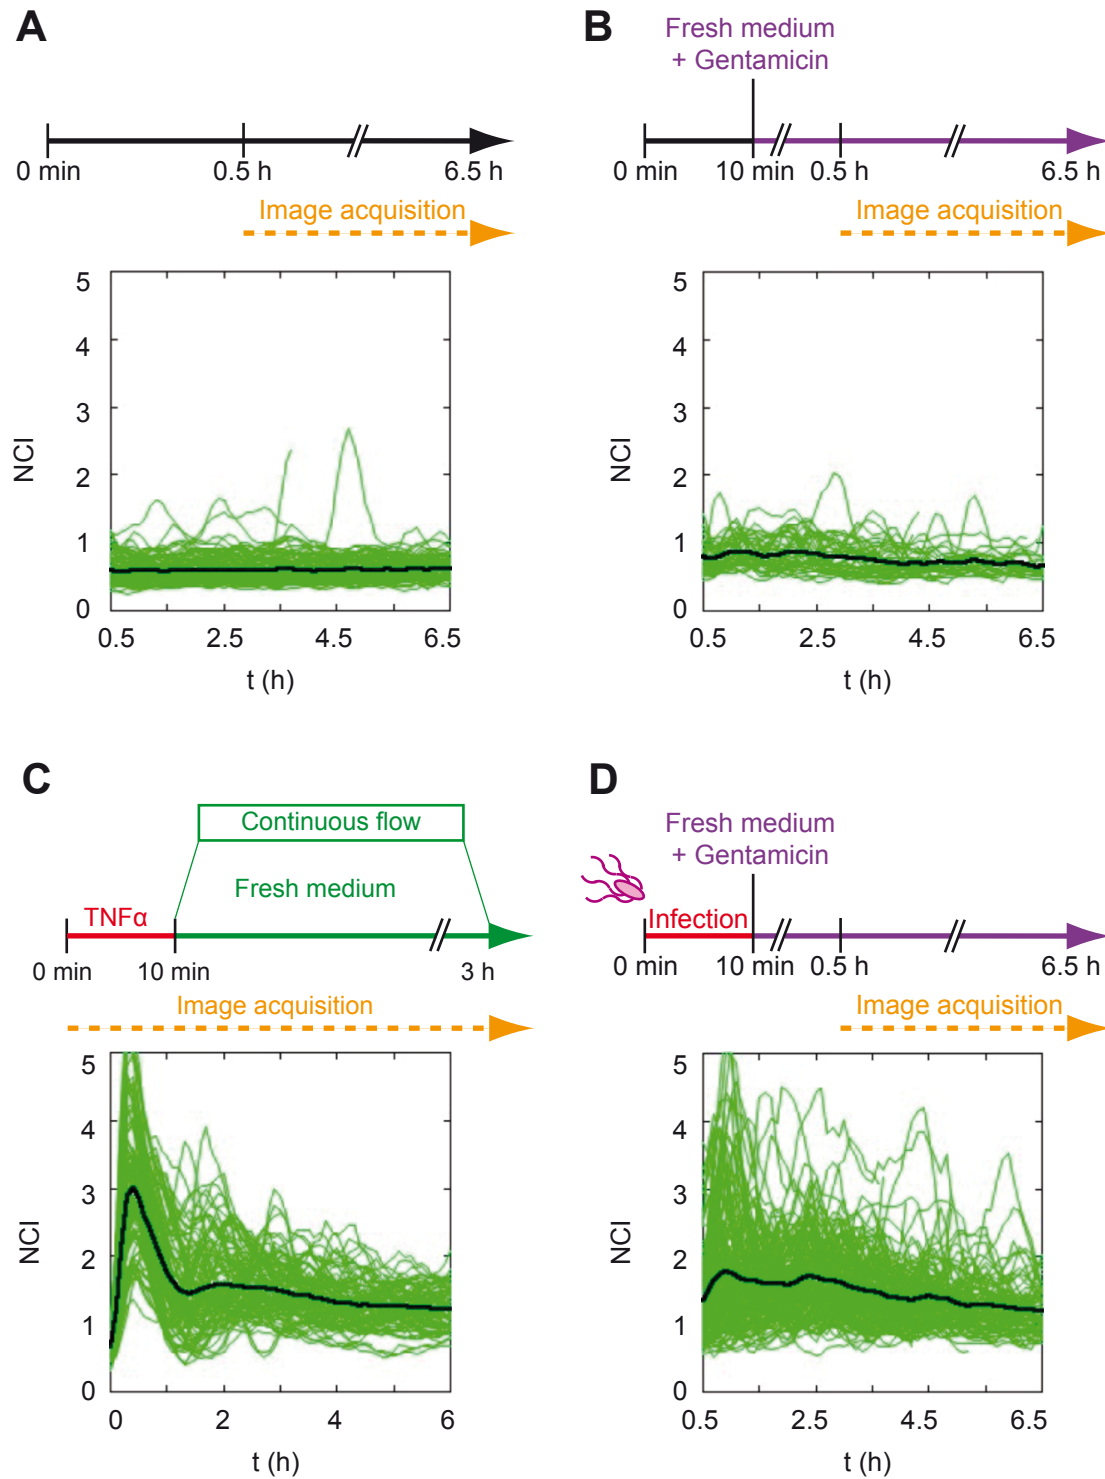 A
0 min
0.5 h
6.5 h
Image acquisition
5
4
3
2
1
0
NCI
0.5
2.5
4.5
6.5
t (h)
B
Fresh medium
+ Gentamicin
0 min
10 min
0.5 h
6.5 h
Image acquisition
5
4
3
2
1
0
NCI
0.5
2.5
4.5
6.5
t (h)
C
Continuous flow
Fresh medium
TNFα
0 min
10 min
3 h
Image acquisition
5
4
3
2
1
0
NCI
0
2
4
6
t (h)
D
Fresh medium
+ Gentamicin
Infection
0 min
10 min
0.5 h
6.5 h
Image acquisition
5
4
3
2
1
0
NCI
0.5
2.5
4.5
6.5
t (h)